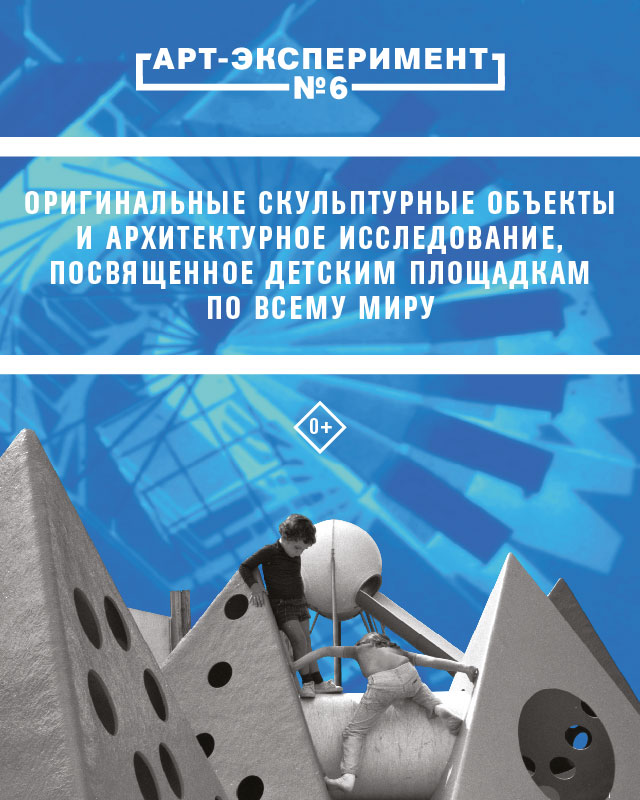 АРТ-ЭКСПЕРИМЕНТ
№6
ОРИГИНАЛЬНЫЕ СКУЛЬПТУРНЫЕ ОБЪЕКТЫ
И АРХИТЕКТУРНОЕ ИССЛЕДОВАНИЕ,
ПОСВЯЩЕННОЕ ДЕТСКИМ ПЛОЩАДКАМ
ПО ВСЕМУ МИРУ
0+